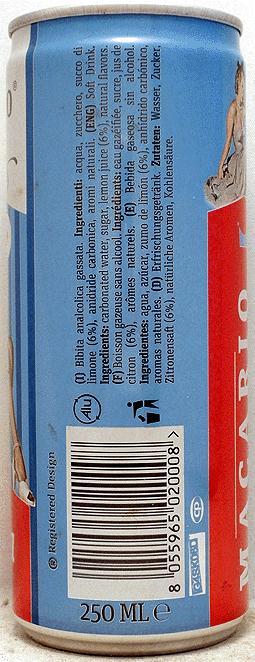 (I) Bibita analcolica gassata. Ingredienti: acqua, zucchero, succo di
limone (6%), anidride carbonica, aromi naturali. (ENG) Soft Drink.
Ingredients: carbonated water, sugar, lemon juice (6%), natural flavors.
(F) Boisson gazeuse sans alcool. Ingredients: eau gazéifiée, sucre, jus de
citron (6%), arômes naturels. (E) Bebida gaseosa sin alcohol.
Ingredientes: agua, azúcar, zumo de limón (6%), anhídrido carbónico,
aromas naturales. (D) Erfrischungsgetränk. Zutaten: Wasser, Zucker,
Zitronensaft (6%), natürliche Aromen, Kohlensäure.
Alu
® Registered Design
8 055965 020008 >
CP
250 ML e
MACARIO